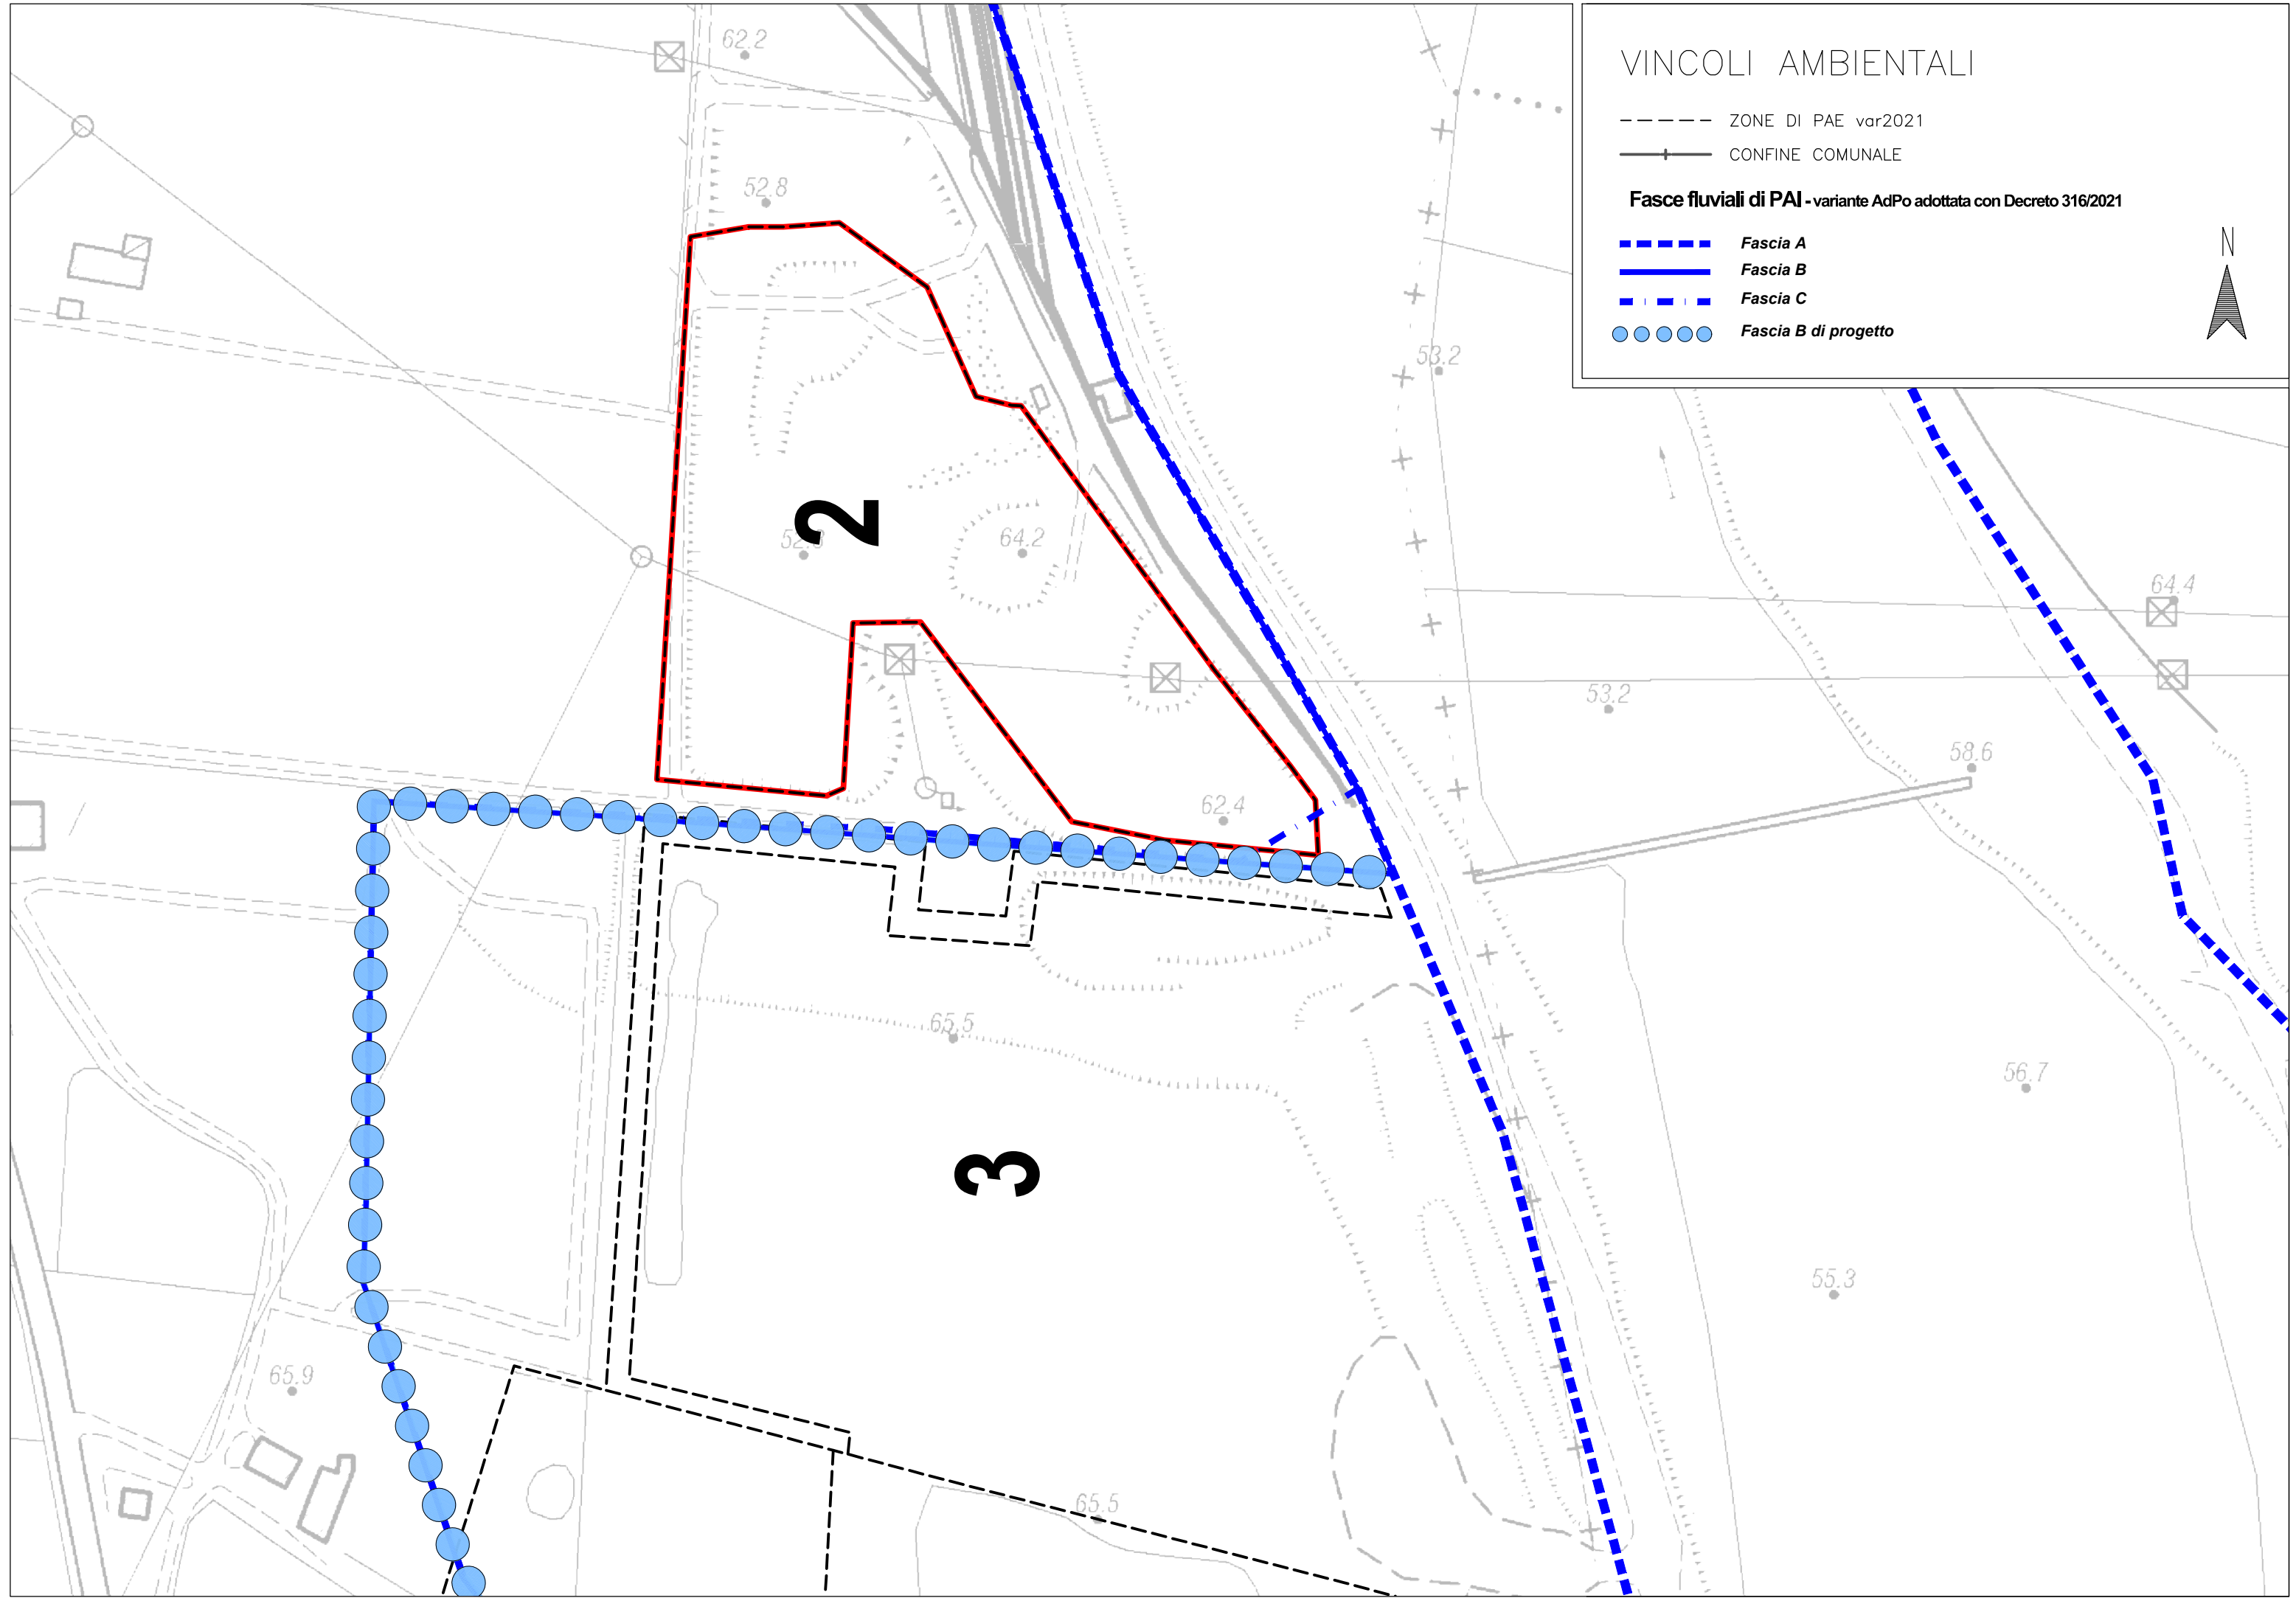 VINCOLI AMBIENTALI
ZONE DI PAE var2021
CONFINE COMUNALE
Fasce fluviali di PAI - variante AdPo adottata con Decreto 316/2021
Fascia A
Fascia B
Fascia C
Fascia B di progetto
N
62.2
52.8
53.2
2
64.2
64.4
53.2
58.6
62.4
65.5
56.7
3
55.3
65.9
65.5